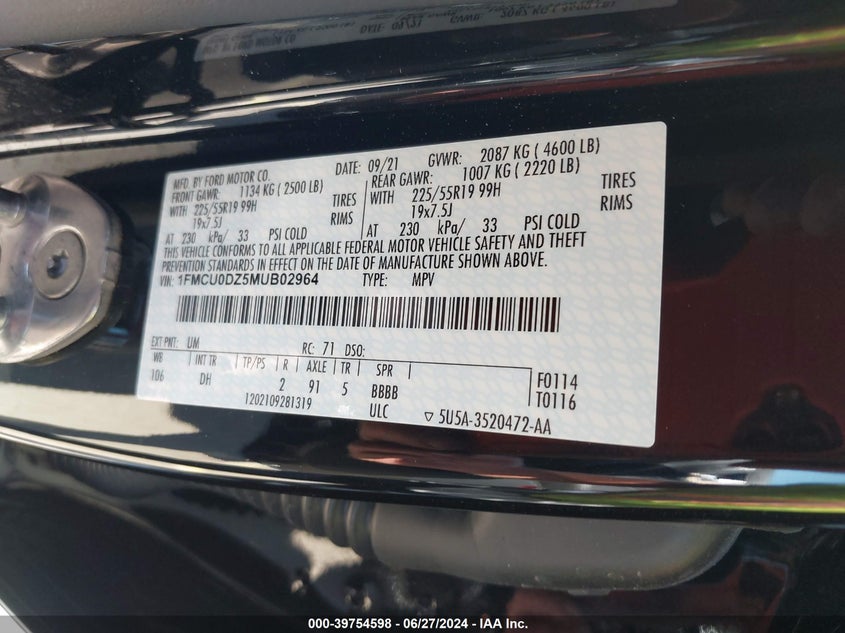 MFD. BY FORD MOTOR CO.
DATE: 09/21
GVWR: 2087 KG ( 4600 LB)
FRONT GAWR: 1134 KG ( 2500 LB)
REAR GAWR: 1007 KG ( 2220 LB)
WITH 225/55R19 99H TIRES
WITH 225/55R19 99H TIRES
19x7.5J RIMS
19x7.5J RIMS
AT 230 kPa/ 33 PSI COLD
AT 230 kPa/ 33 PSI COLD
THIS VEHICLE CONFORMS TO ALL APPLICABLE FEDERAL MOTOR VEHICLE SAFETY AND THEFT
PREVENTION STANDARDS IN EFFECT ON THE DATE OF MANUFACTURE SHOWN ABOVE.
VIN: 1FMCU0DZ5MUB02964 TYPE: MPV
EXT PNT: UM RC: 71 DSO:
WB INT TR TP/PS R AXLE TR SPR
106 DH 2 91 5 BBBB
F0114
T0116
1202109281319 ULC ▽ 5U5A-3520472-AA
000-39754598 - 06/27/2024 - IAA Inc.